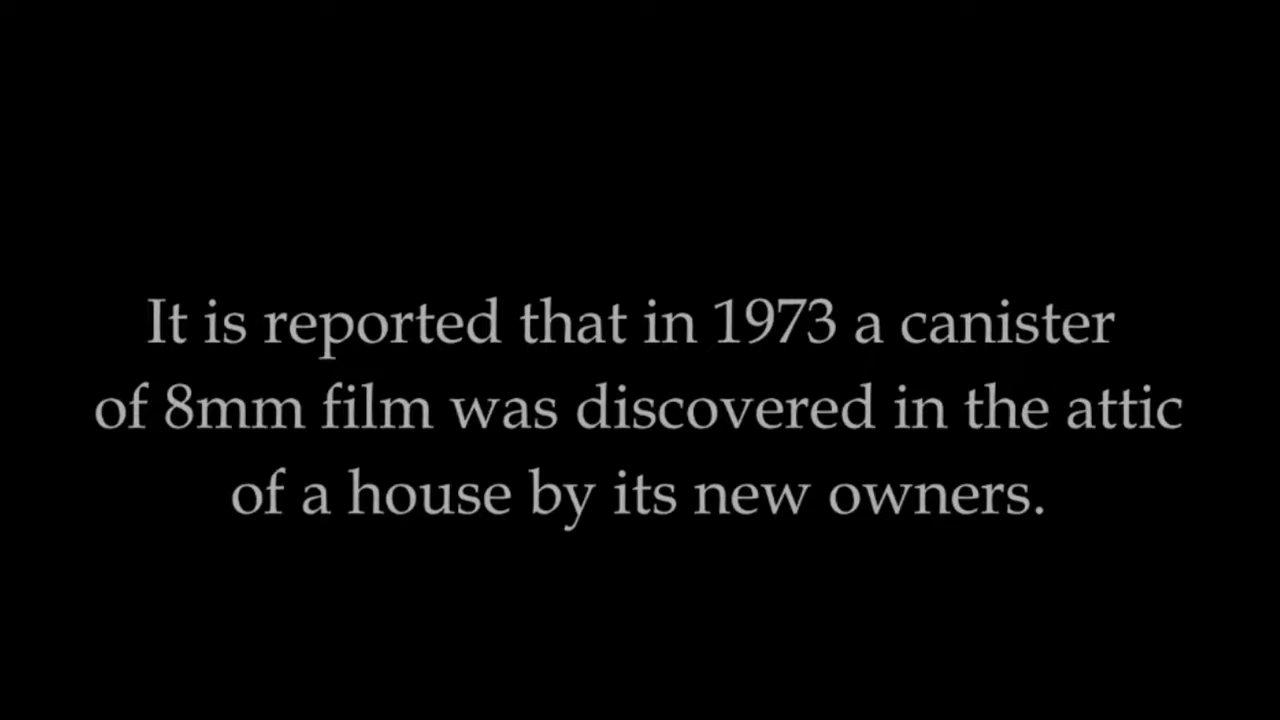 It is reported that in 1973 a canister
of 8mm film was discovered in the attic
of a house by its new owners.